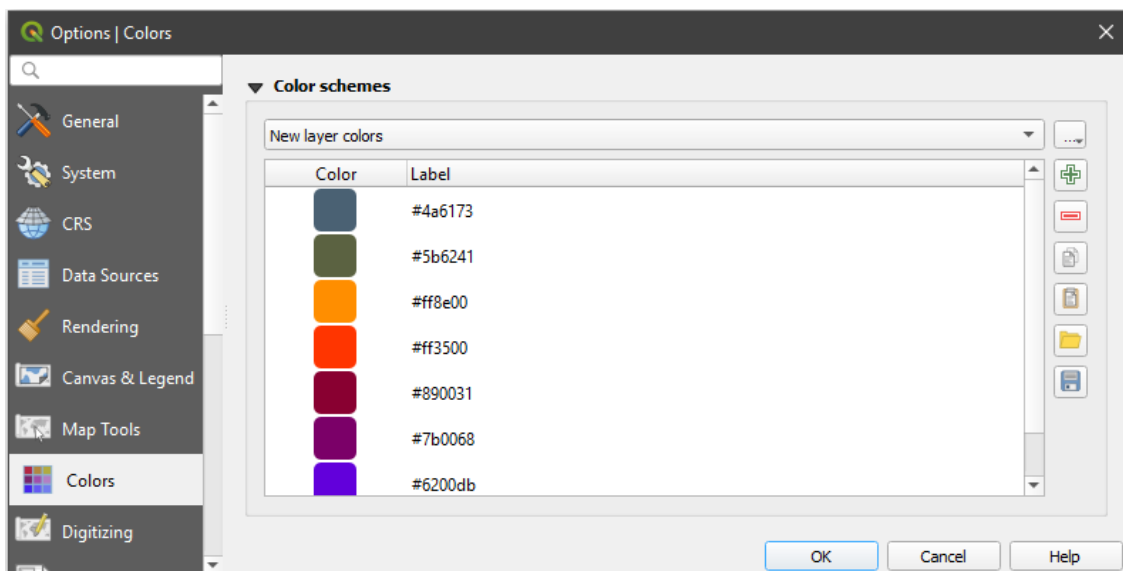 Options | Colors
General
System
CRS
Data Sources
Rendering
Canvas & Legend
Map Tools
Colors
Digitizing
Color schemes
New layer colors
...
Color Label
#4a6173
#5b6241
#ff8e00
#ff3500
#890031
#7b0068
#6200db
OK Cancel Help